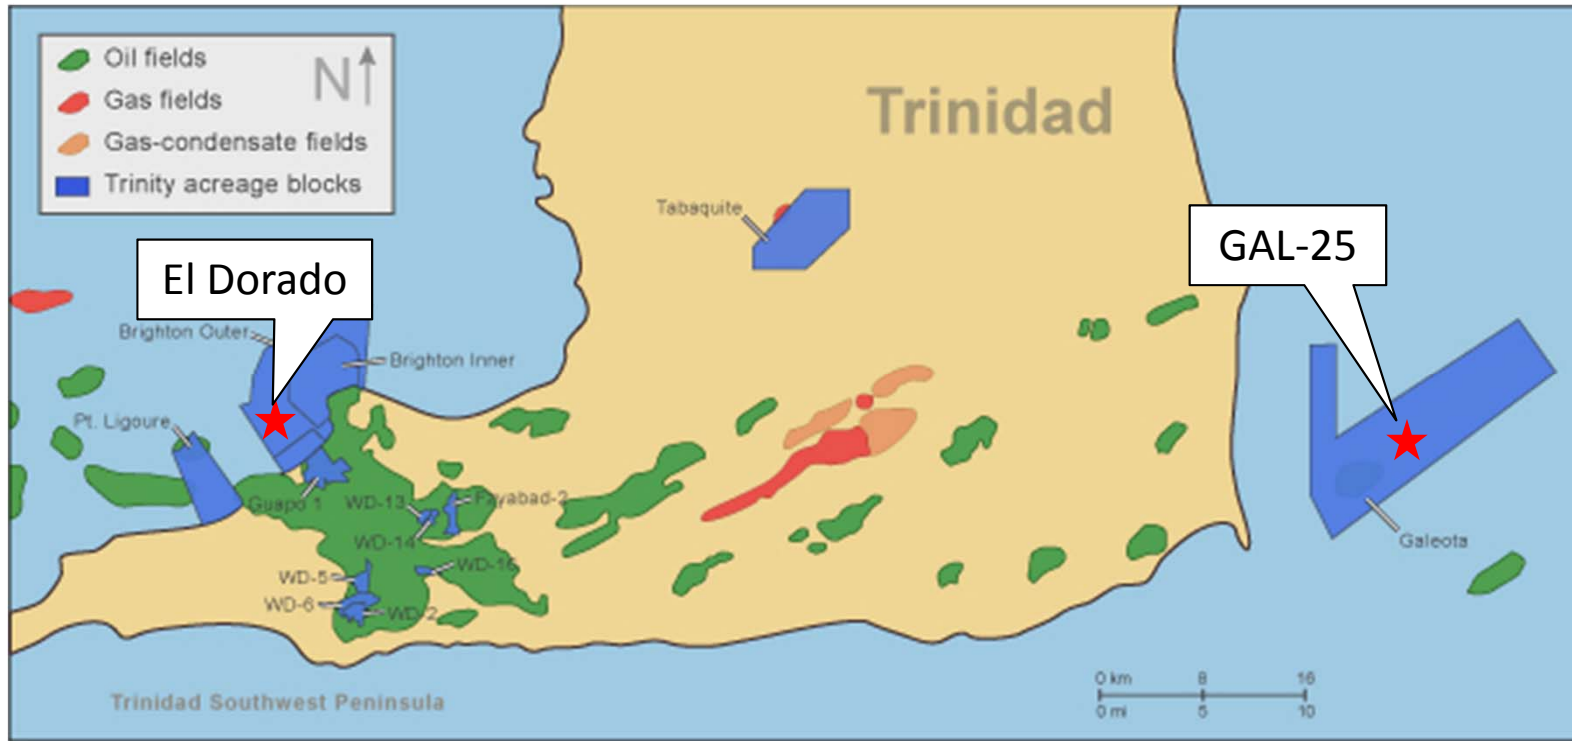 Oil fields
Gas fields
Gas-condensate fields
Trinity acreage blocks
N
Trinidad
Tabaquite
El Dorado
GAL-25
Brighton Outer
Brighton Inner
Pt. Ligoure
Guapo 1
WD-13
Fzyabad-2
WD-14
WD-16
WD-5
WD-6
WD-2
Galeota
Trinidad Southwest Peninsula
0 km 8 16
0 mi 5 10